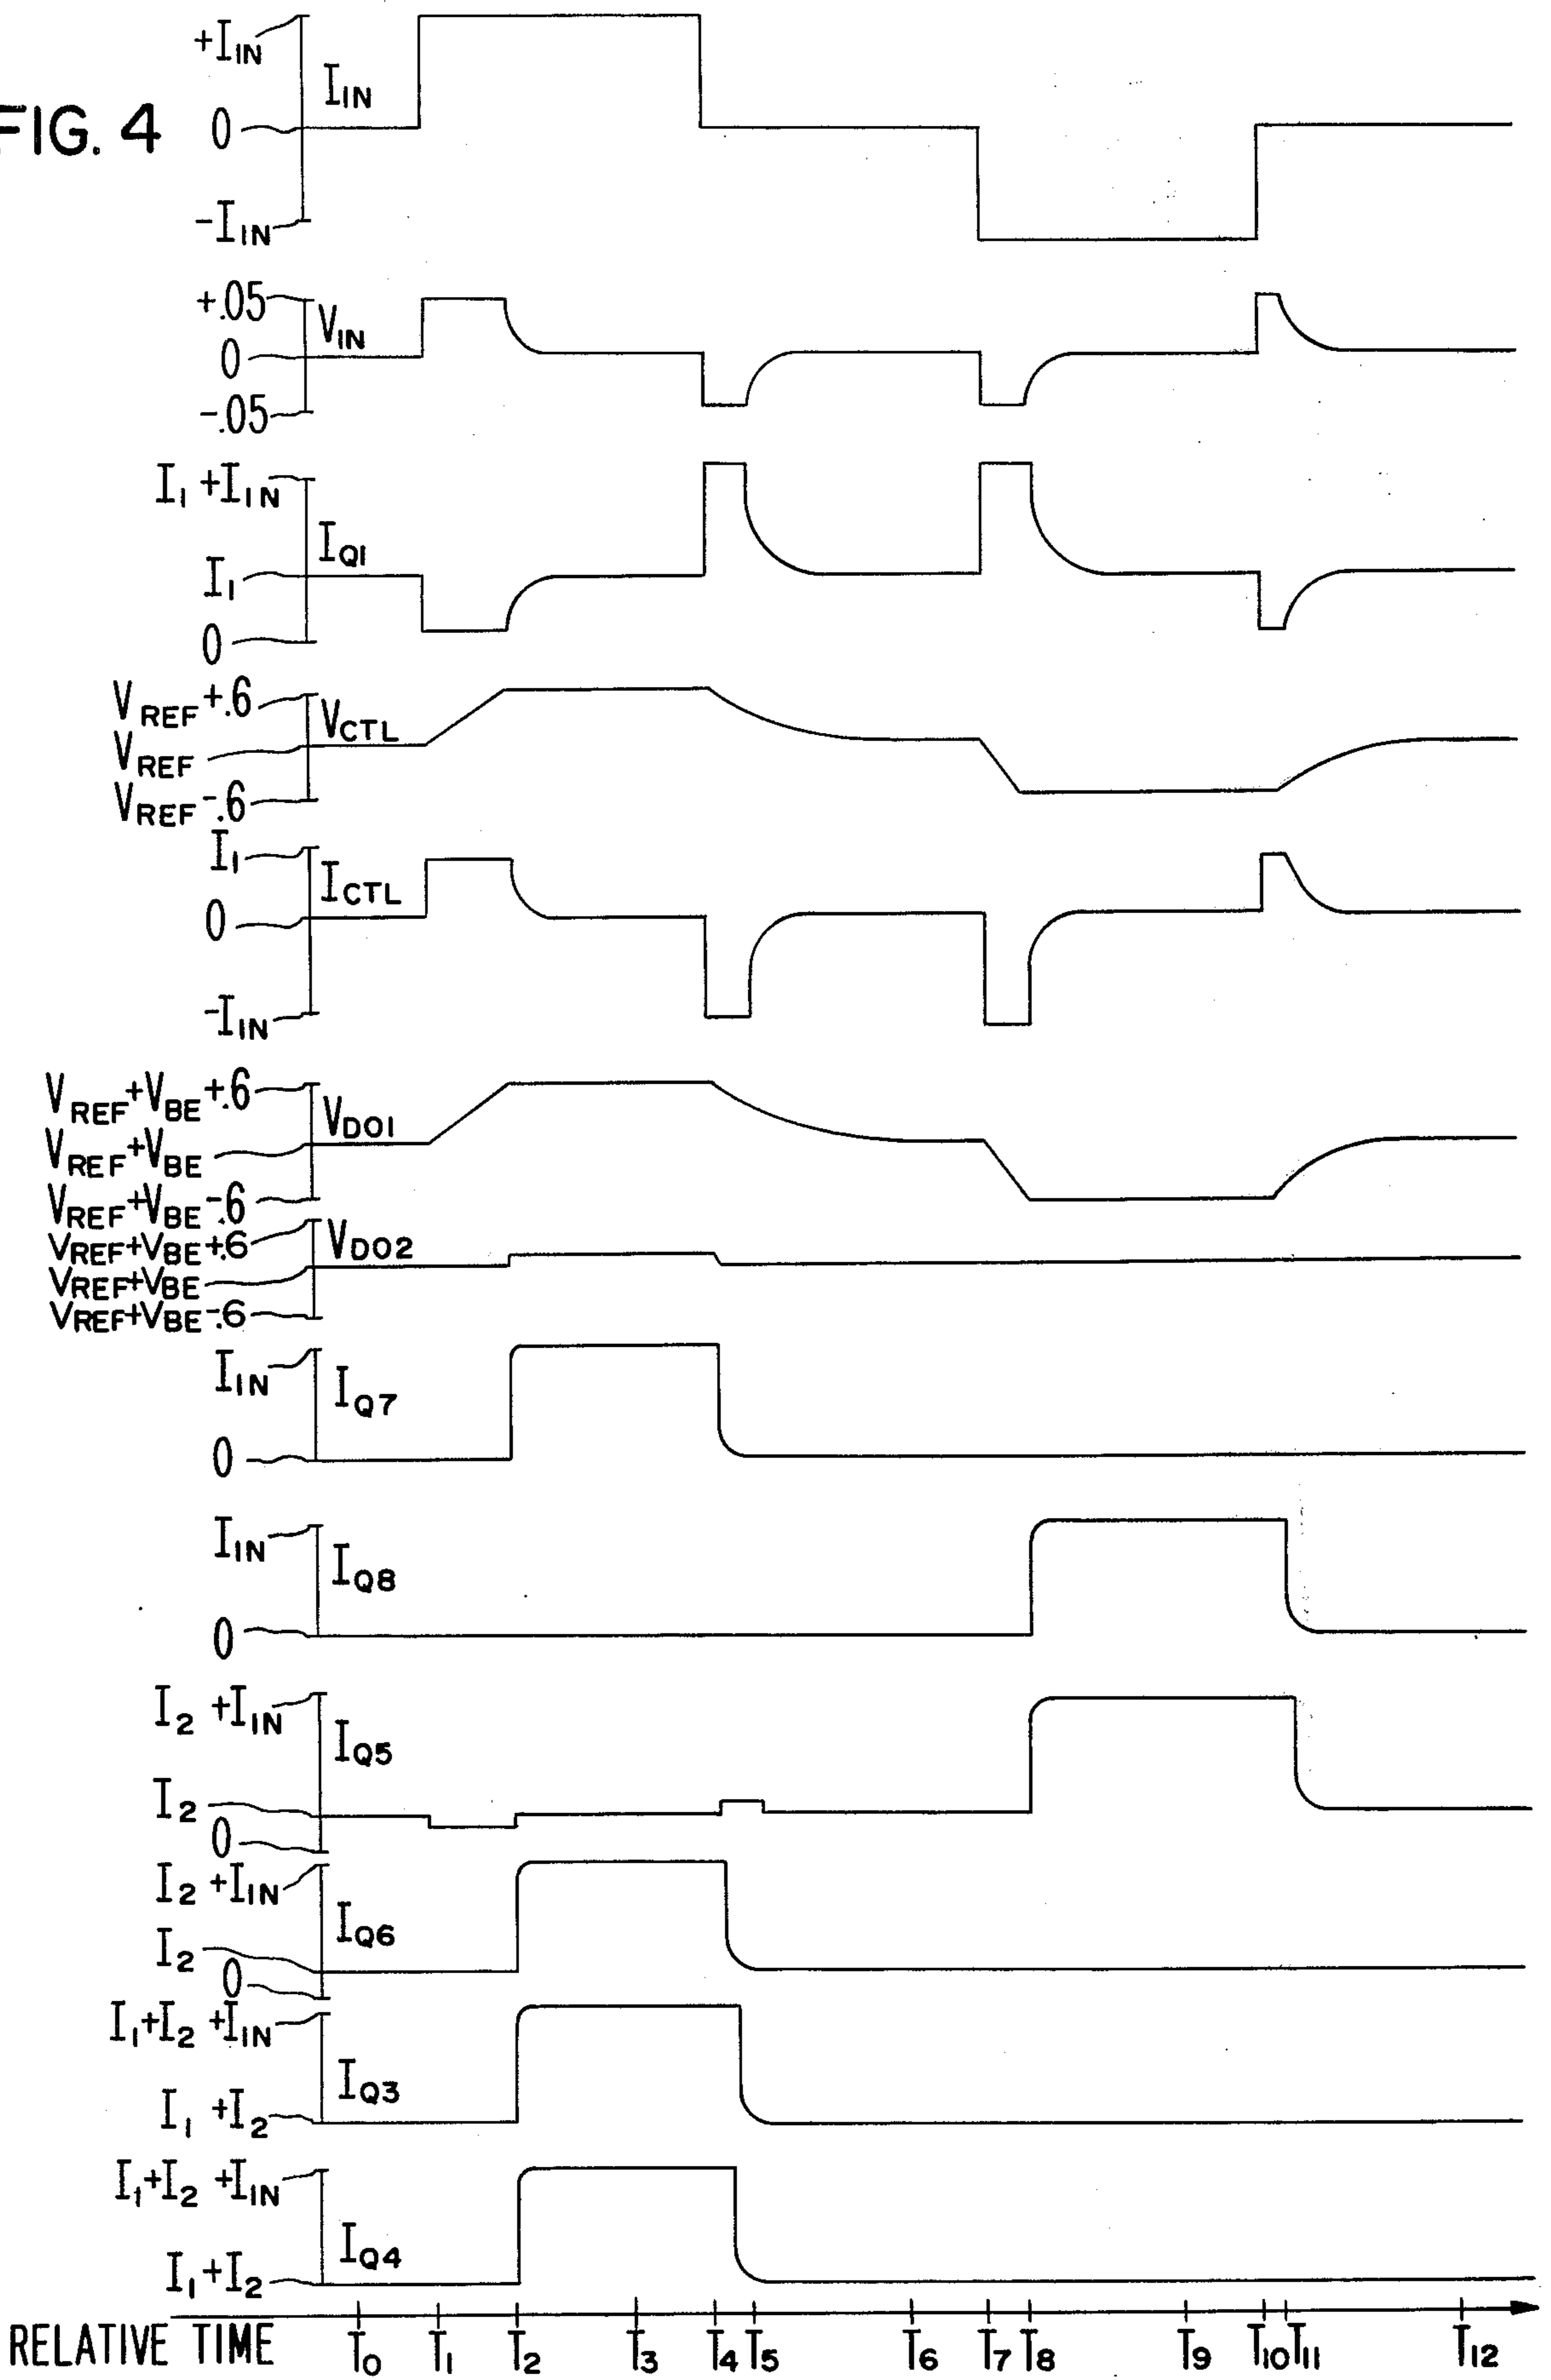 FIG. 4
+I_IN
I_IN
0
-I_IN
+.05
V_IN
0
-.05
I_1 +I_IN
I_Q1
I_1
0
V_REF+.6
V_CTL
V_REF
V_REF-.6
I_1
I_CTL
0
-I_IN
V_REF+V_BE+.6
V_DO1
V_REF+V_BE
V_REF+V_BE-.6
V_REF+V_BE+.6
V_DO2
V_REF+V_BE
V_REF+V_BE-.6
I_IN
I_Q7
0
I_IN
I_Q8
0
I_2 +I_IN
I_Q5
I_2
0
I_2 +I_IN
I_Q6
I_2
0
I_1+I_2 +I_IN
I_Q3
I_1 +I_2
I_1+I_2 +I_IN
I_Q4
I_1+I_2
RELATIVE TIME T_0 T_1 T_2 T_3 T_4 T_5 T_6 T_7 T_8 T_9 T_10 T_11 T_12